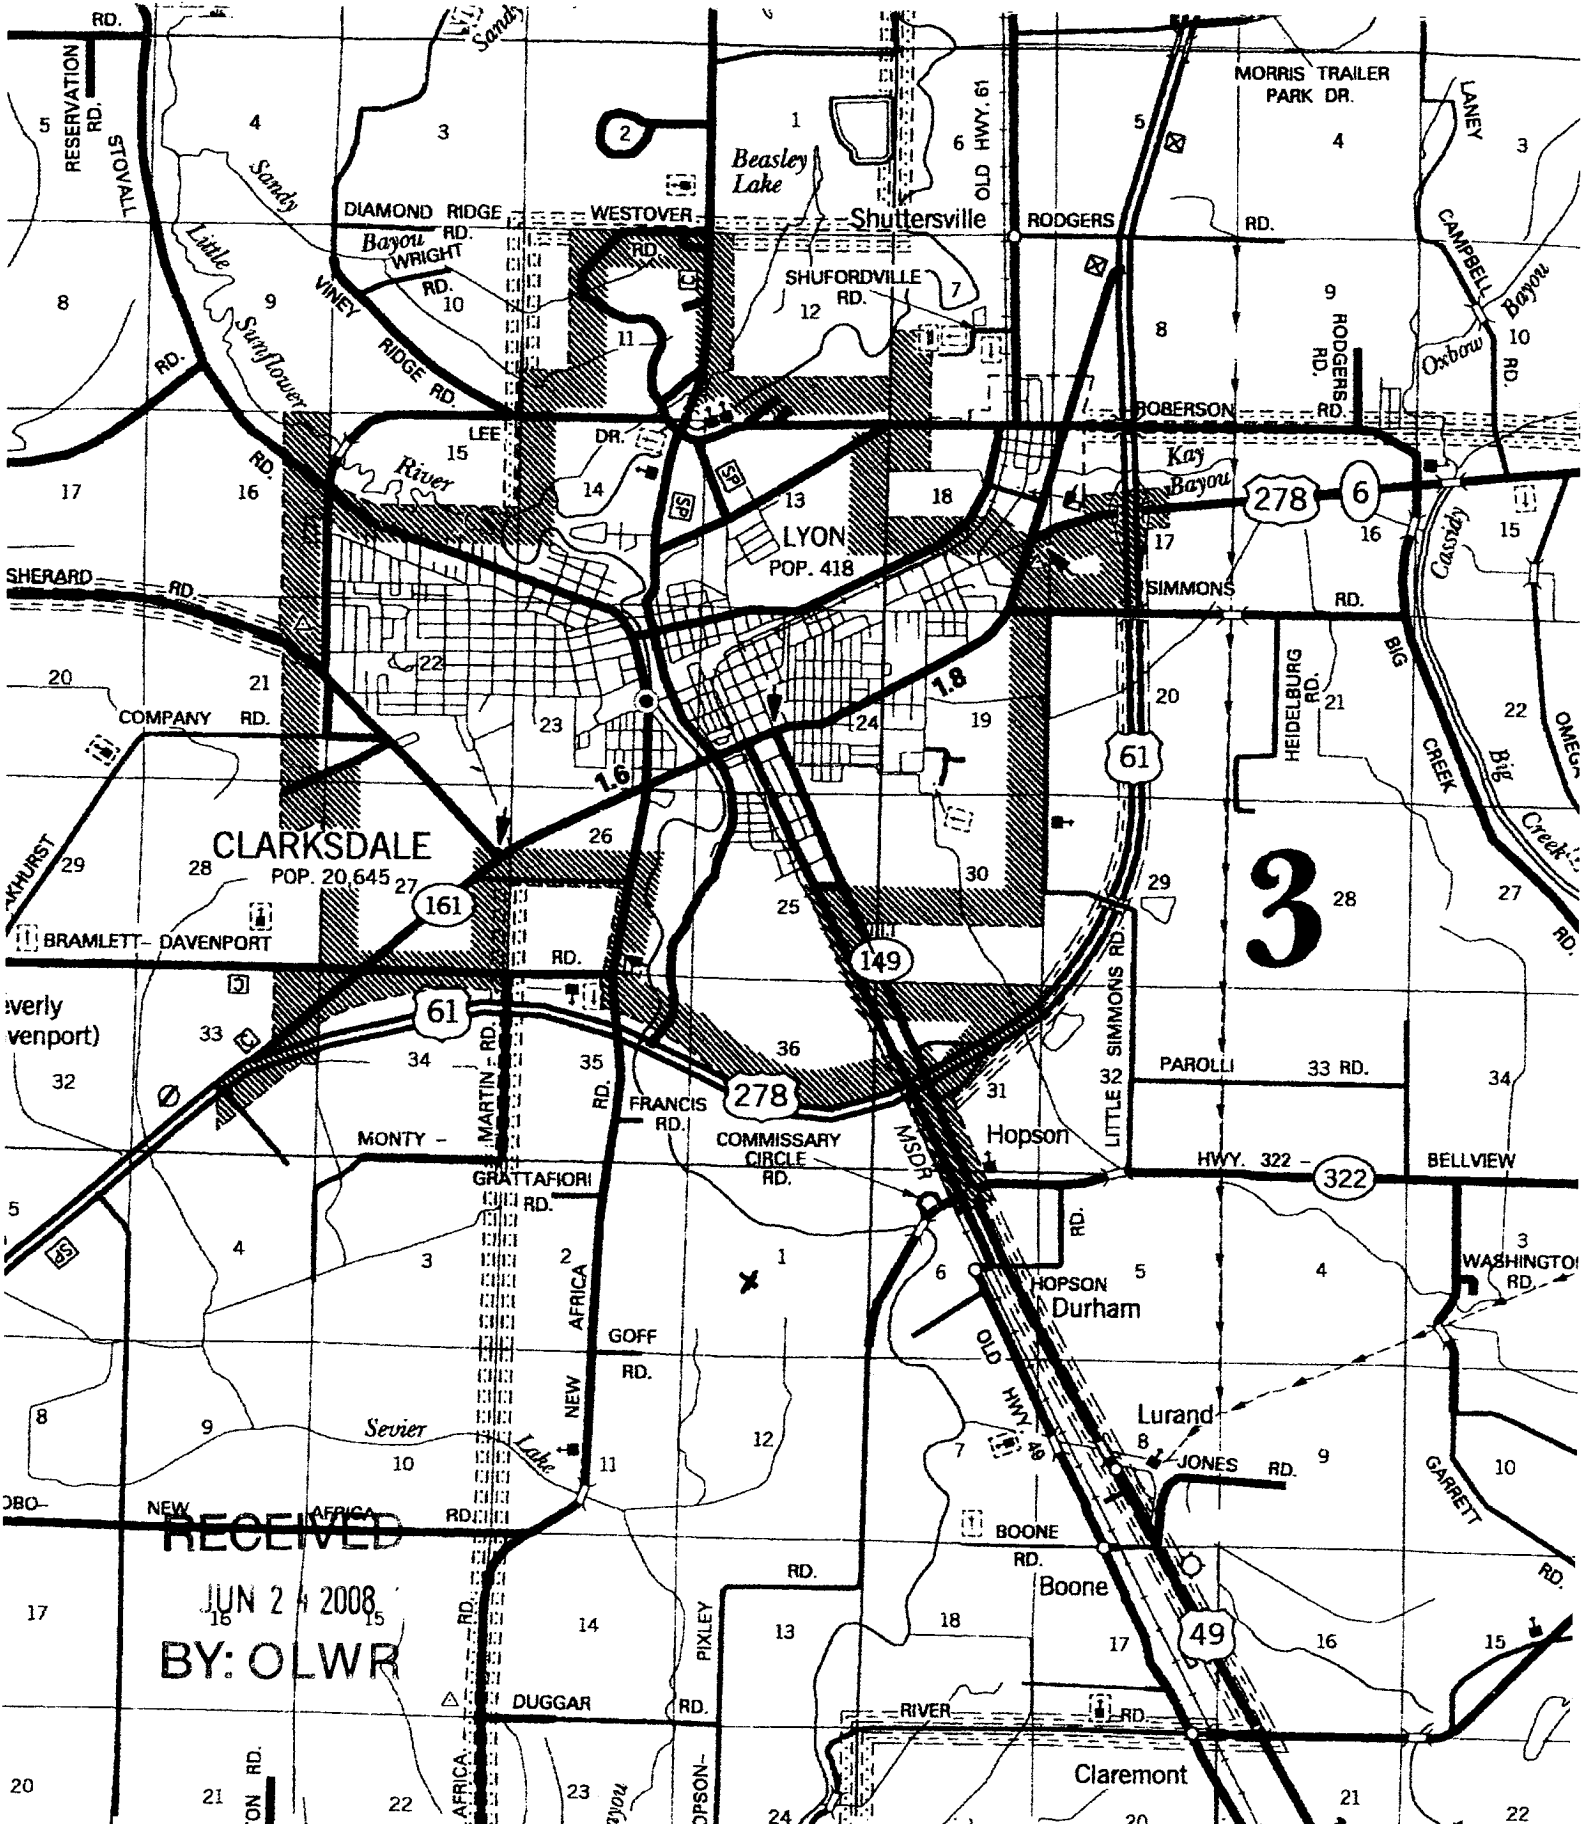 RD.
Sandy
RESERVATION
RD.
STOVALL
5
4
3
2
1
6
OLD HWY. 61
5
MORRIS TRAILER
PARK DR.
4
LANEY
3
Sandy
Beasley
Lake
DIAMOND RIDGE
RD.
WESTOVER
RD.
Shuttersville
RODGERS
RD.
Bayou
WRIGHT
RD.
Little
Sunflower
River
8
9
VINEY
RIDGE RD.
10
11
SHUFORDVILLE
RD.
12
7
C
8
9
RODGERS
RD.
CAMPBELL
RD.
Oxbow
Bayou
10
RD.
RD.
LEE
DR.
ROBERSON
RD.
15
14
SP
SP
13
18
Kay
Bayou
278
6
17
16
LYON
POP. 418
17
16
15
Cassidy
SHERARD
RD.
SIMMONS
RD.
22
20
21
1.8
20
HEIDELBURG
RD.
21
BIG
CREEK
RD.
22
OMEGA
COMPANY
RD.
23
24
19
61
Big
Creek
1.6
CLARKSDALE
POP. 20,645
26
27
28
29
161
25
30
29
3
28
27
BRAMLETT-DAVENPORT
RD.
149
C
C
61
33
34
35
36
31
32
LITTLE SIMMONS RD.
PAROLLI
33 RD.
34
32
MARTIN - RD.
278
FRANCIS
RD.
RD.
MSDR
Hopson
MONTY -
COMMISSARY
CIRCLE
RD.
HWY. 322 -
322
BELLVIEW
GRATTAFIORI
RD.
5
SP
4
3
2
1
6
HOPSON
RD.
5
4
3
WASHINGTON
RD.
Durham
NEW
AFRICA
GOFF
RD.
OLD
HWY
49
8
9
Sevier
Lake
10
11
12
7
Lurand
8
JONES
RD.
9
10
GARRETT
RD.
NEW
AFRICA
RD.
RECEIVED
JUN 24 2008
BY: OLWR
BOONE
RD.
Boone
RD.
17
16
15
RD.
14
PIXLEY
13
18
17
49
16
15
DUGGAR
RD.
RIVER
RD.
AFRICA
Claremont
20
21
22
23
24
20
21
22